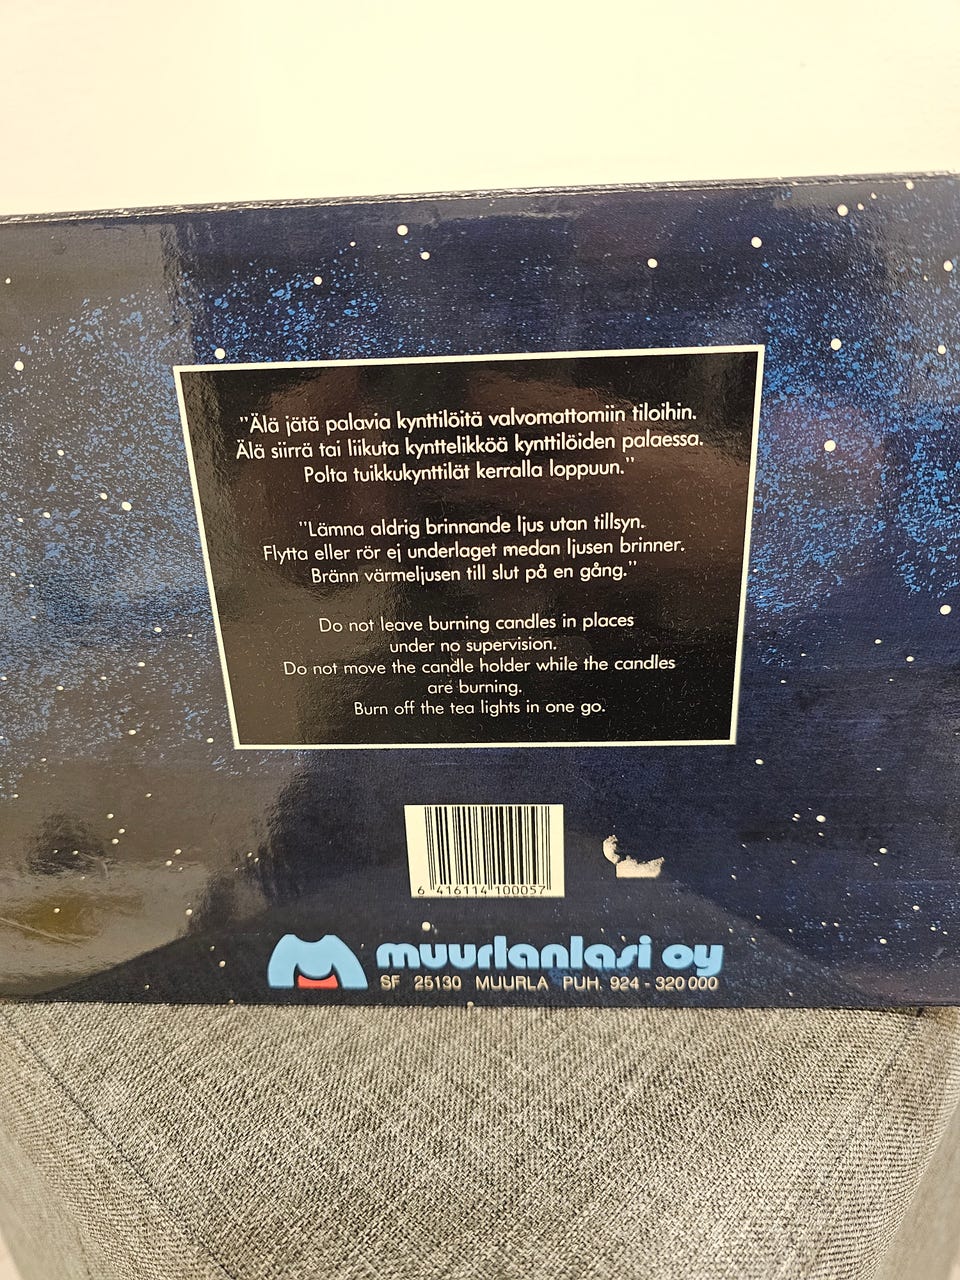 "Älä jätä palavia kynttilöitä valvomattomiin tiloihin.
Älä siirrä tai liikuta kynttelikköä kynttilöiden palaessa.
Polta tuikkukynttilät kerralla loppuun."
"Lämna aldrig brinnande ljus utan tillsyn.
Flytta eller rör ej underlaget medan ljusen brinner.
Bränn värmeljusen till slut på en gång."
Do not leave burning candles in places
under no supervision.
Do not move the candle holder while the candles
are burning.
Burn off the tea lights in one go.
6 416114 100057
muurlanlasi oy
SF 25130 MUURLA PUH. 924 - 320 000